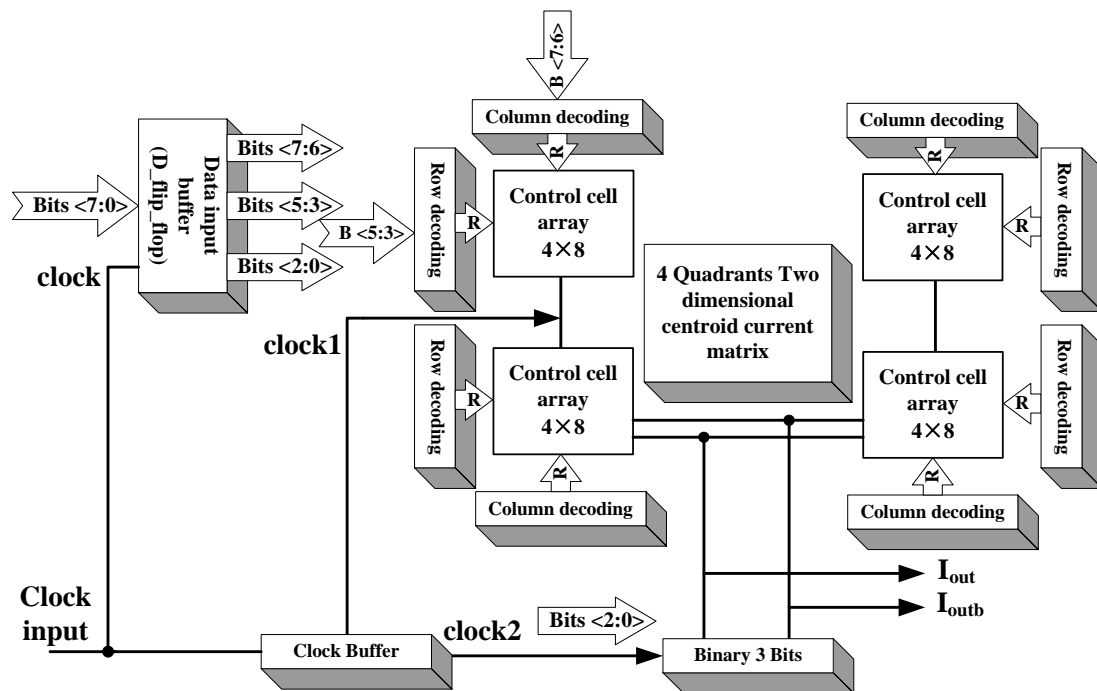 B <7:6>
Column decoding
R
Column decoding
R
Data input
buffer
(D_flip_flop)
Bits <7:0>
Bits <7:6>
Bits <5:3>
Bits <2:0>
B <5:3>
Row decoding
R
Control cell
array
4×8
Control cell
array
4×8
R
Row decoding
clock
4 Quadrants Two
dimensional
centroid current
matrix
clock1
Row decoding
R
Control cell
array
4×8
Control cell
array
4×8
R
Row decoding
R
Column decoding
R
Column decoding
Iout
Ioutb
Clock
input
Clock Buffer
clock2
Bits <2:0>
Binary 3 Bits